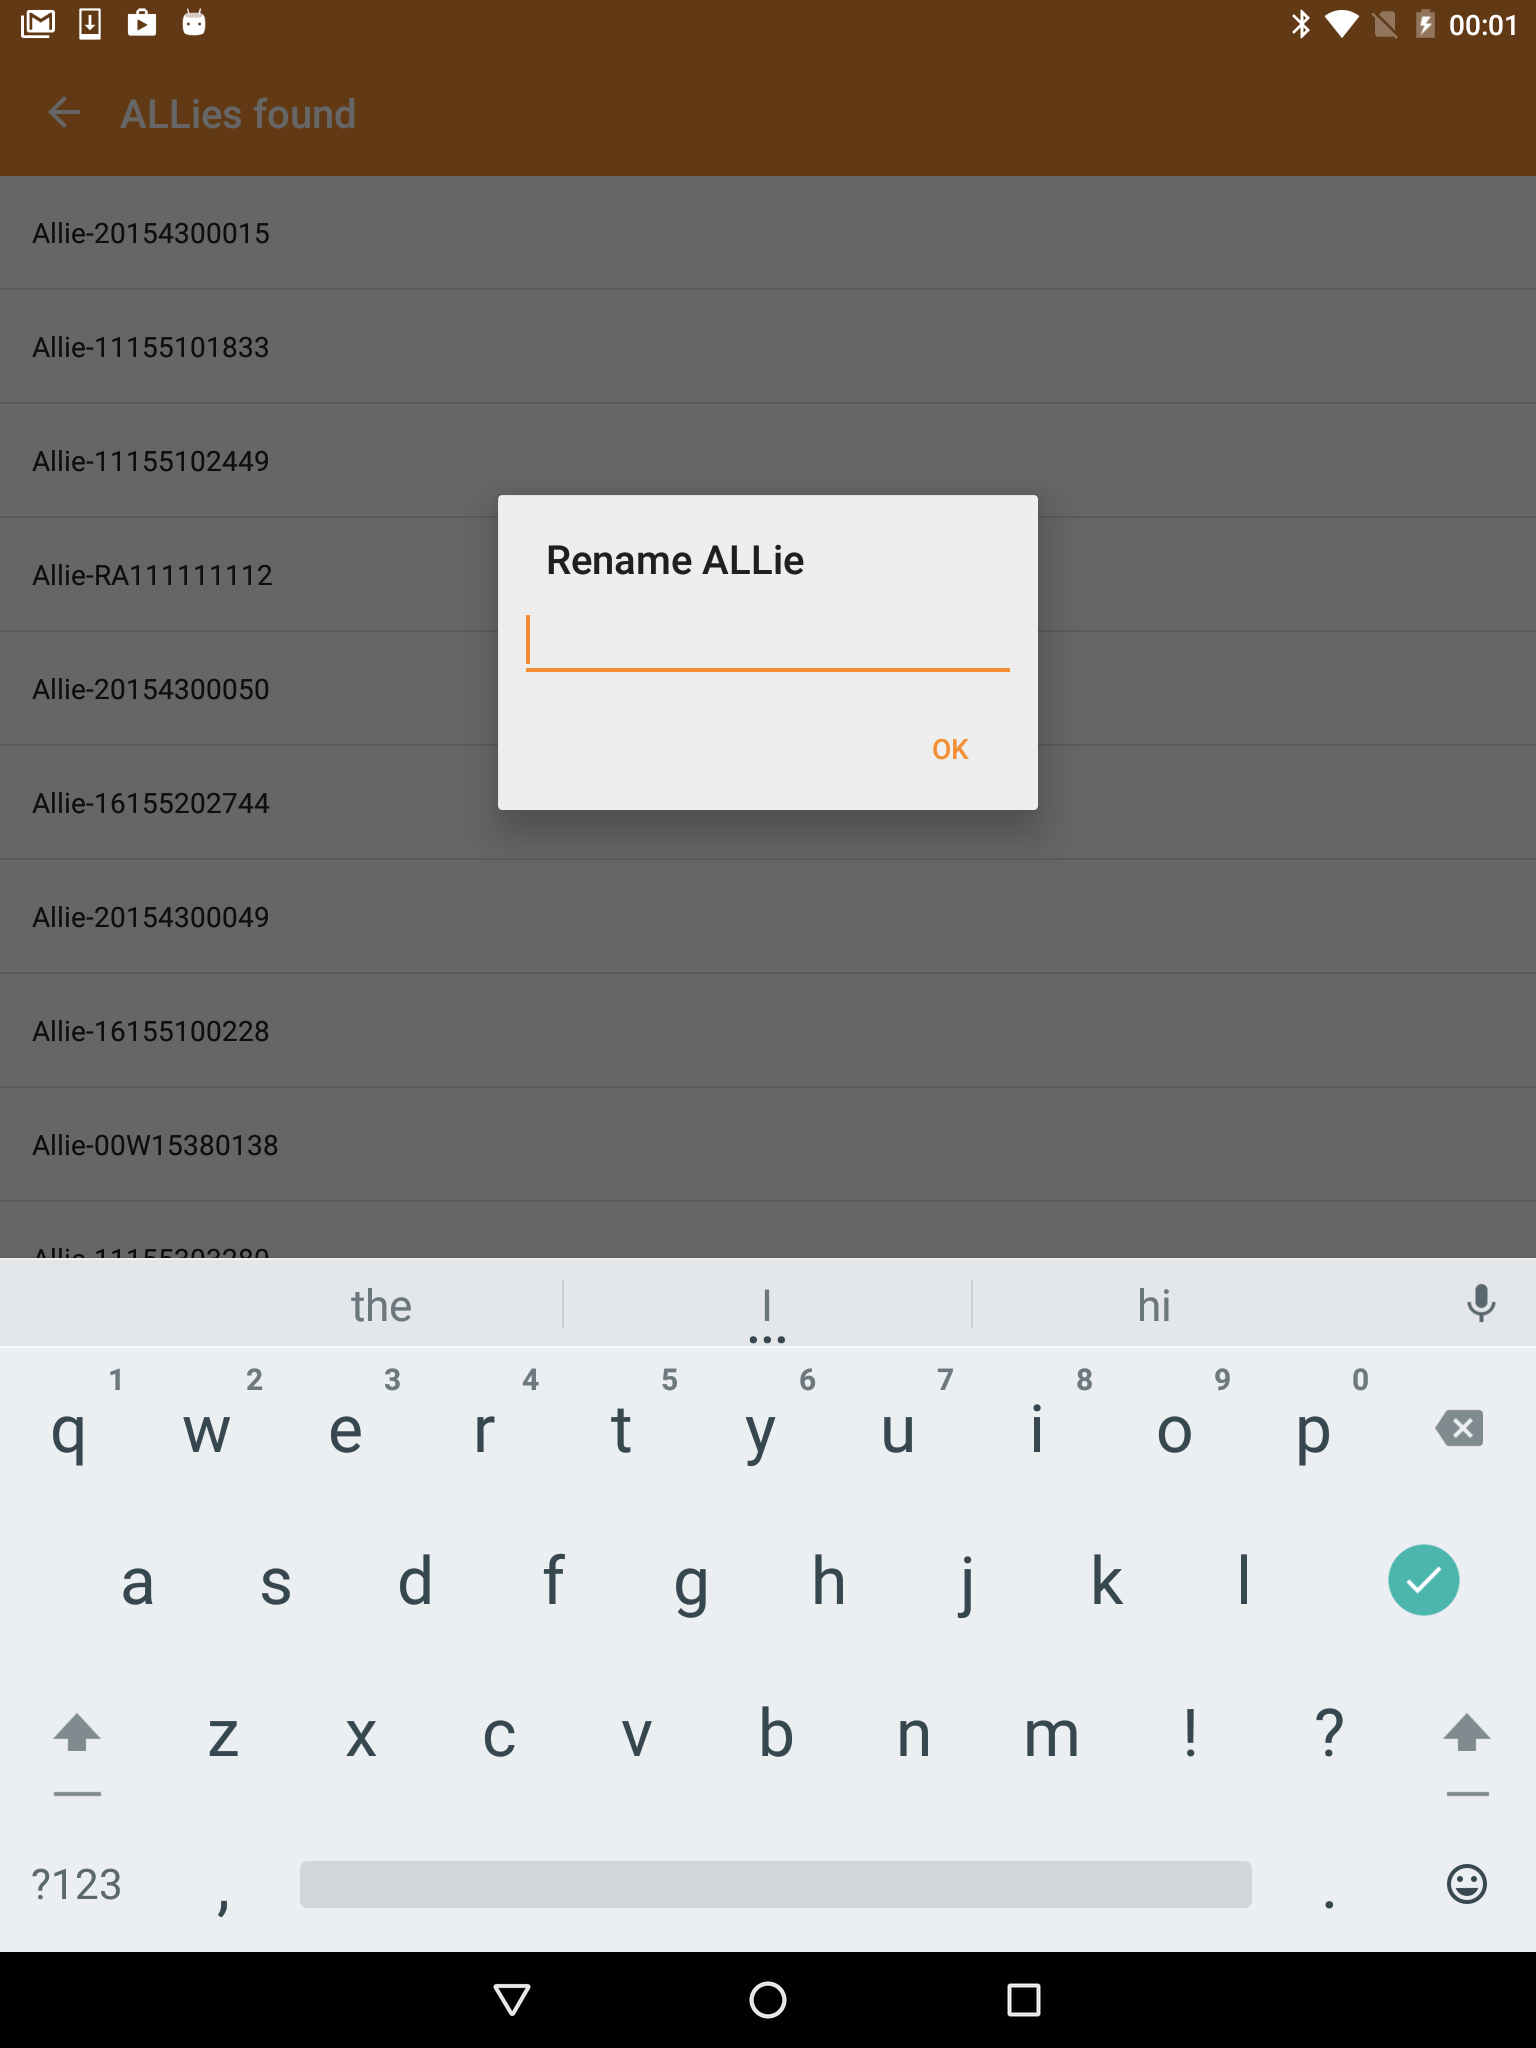 00:01
ALLies found
Allie-20154300015
Allie-11155101833
Allie-11155102449
Allie-RA111111112
Rename ALLie
Allie-20154300050
OK
Allie-16155202744
Allie-20154300049
Allie-16155100228
Allie-00W15380138
the I hi
1 2 3 4 5 6 7 8 9 0
q w e r t y u i o p
a s d f g h j k l
z x c v b n m ! ?
?123 , .